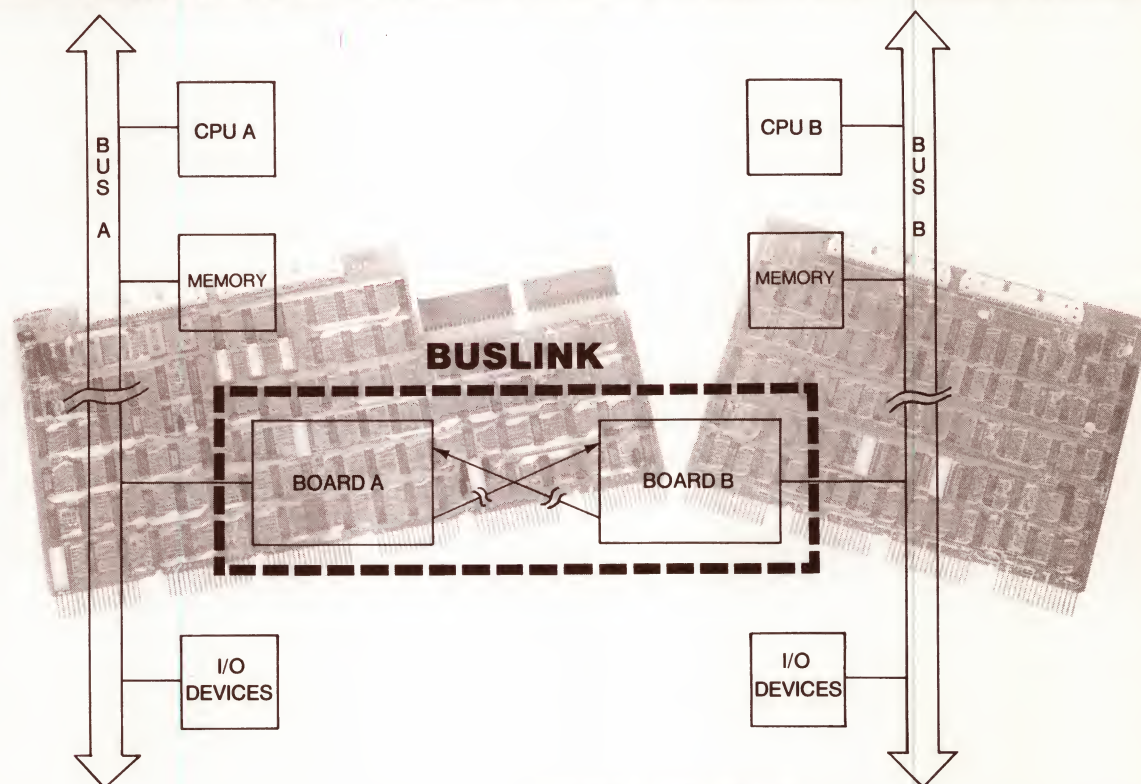 BUS A
CPU A
MEMORY
BUSLINK
BOARD A
BOARD B
I/O
DEVICES
CPU B
MEMORY
BUS B
I/O
DEVICES